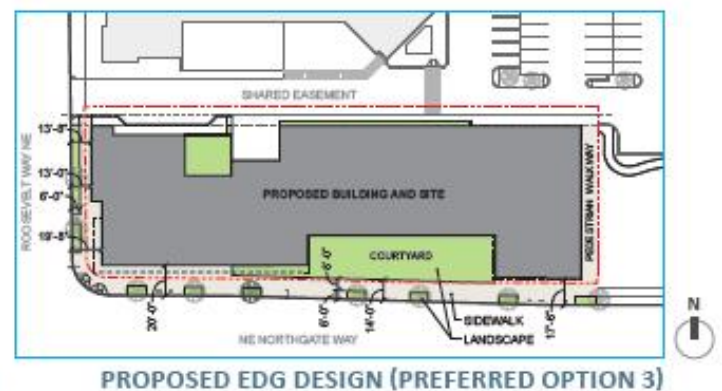 SHARED EASEMENT
ROOSEVELT WAY NE
13'-8"
13'-0"
6'-0"
19'-8"
PROPOSED BUILDING AND SITE
PEDESTRIAN WALKWAY
COURTYARD
6'-0"
20'-0"
6'-0"
14'-0"
17'-6"
SIDEWALK
LANDSCAPE
NE NORTHGATE WAY
N
PROPOSED EDG DESIGN (PREFERRED OPTION 3)